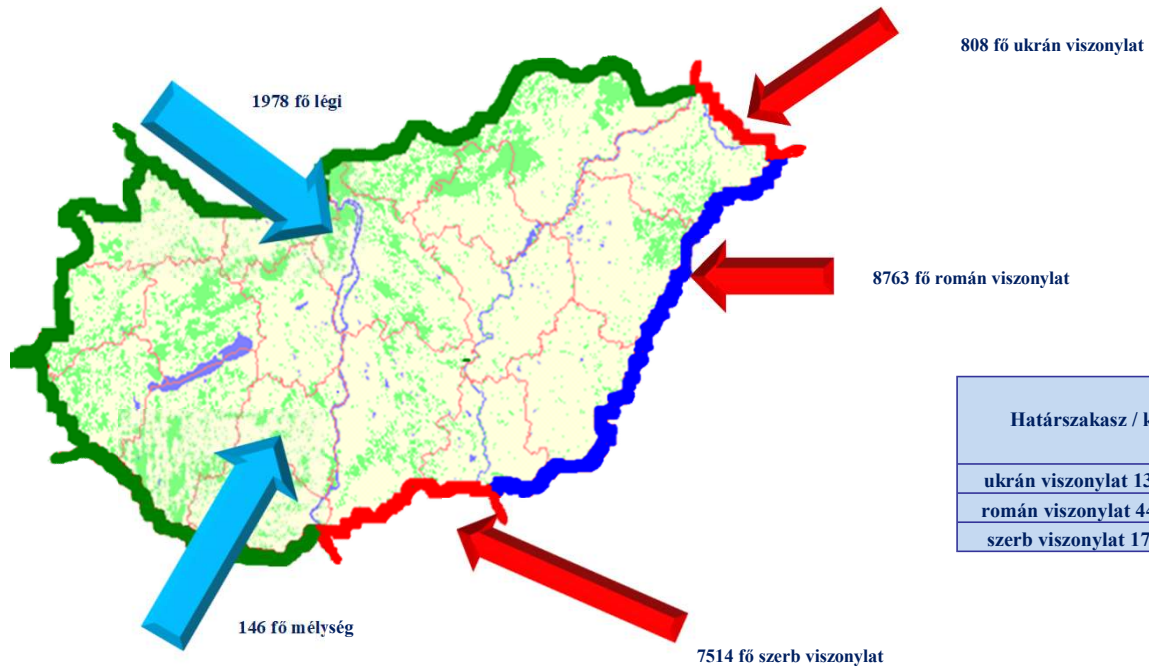 808 fő ukrán viszonylat
1978 fő légi
8763 fő román viszonylat
Határszakasz / k
ukrán viszonylat 13
román viszonylat 44
szerb viszonylat 17
146 fő mélység
7514 fő szerb viszonylat